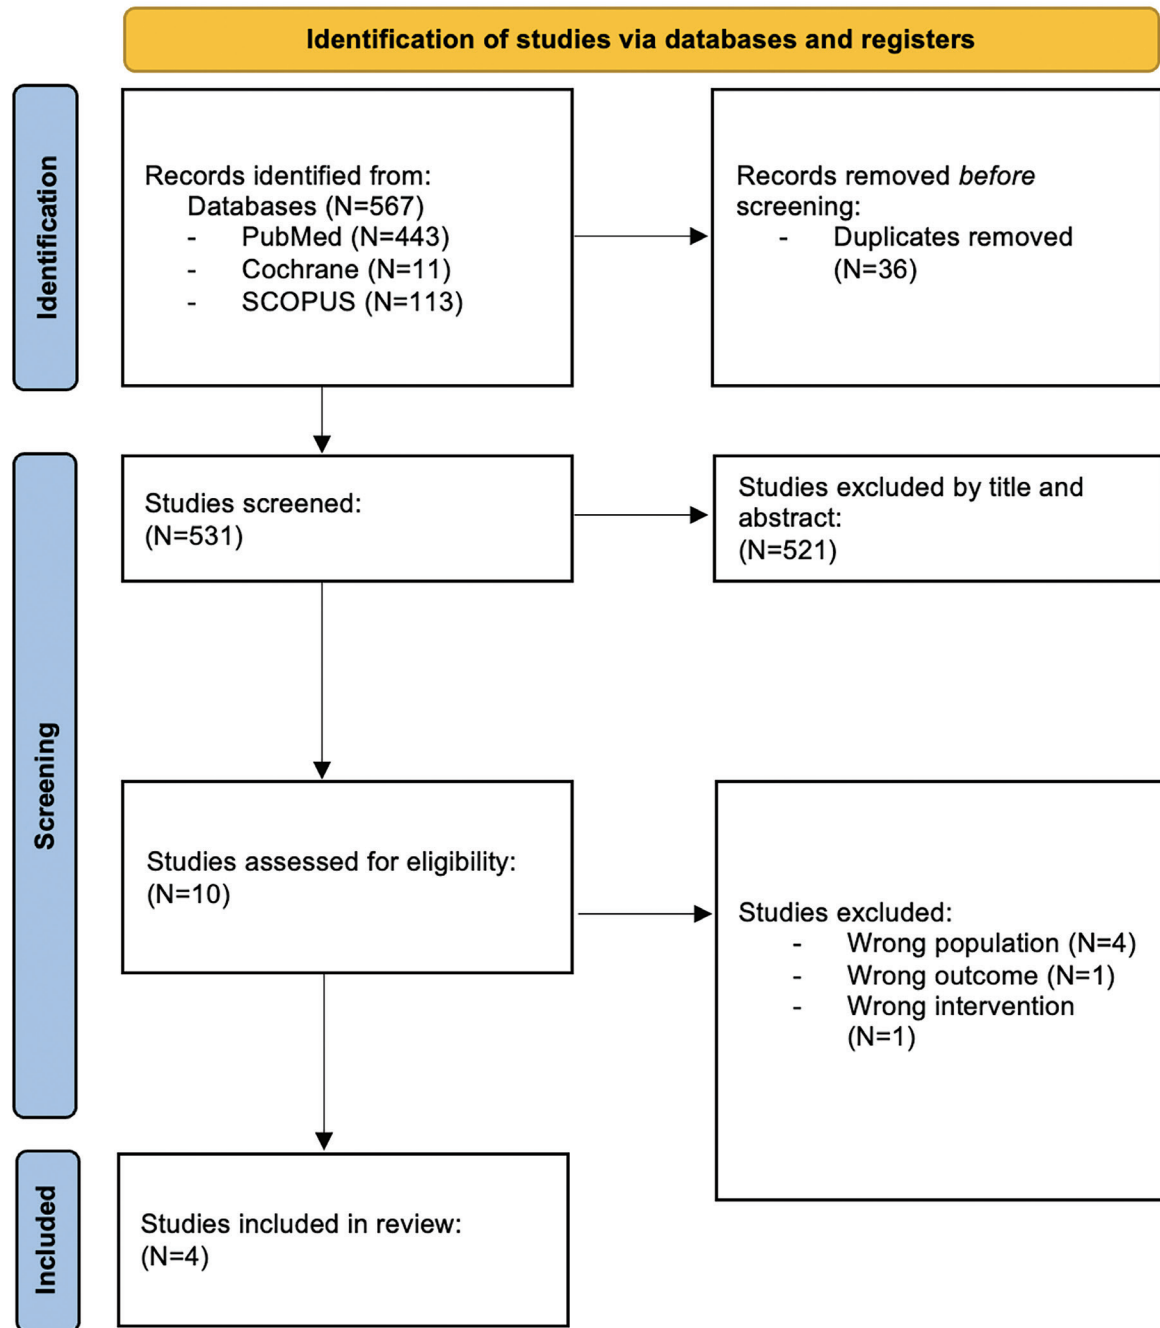 Identification of studies via databases and registers
Identification
Records identified from:
Databases (N=567)
- PubMed (N=443)
- Cochrane (N=11)
- SCOPUS (N=113)
Records removed before
screening:
- Duplicates removed
(N=36)
Screening
Studies screened:
(N=531)
Studies excluded by title and
abstract:
(N=521)
Studies assessed for eligibility:
(N=10)
Studies excluded:
- Wrong population (N=4)
- Wrong outcome (N=1)
- Wrong intervention
(N=1)
Included
Studies included in review:
(N=4)